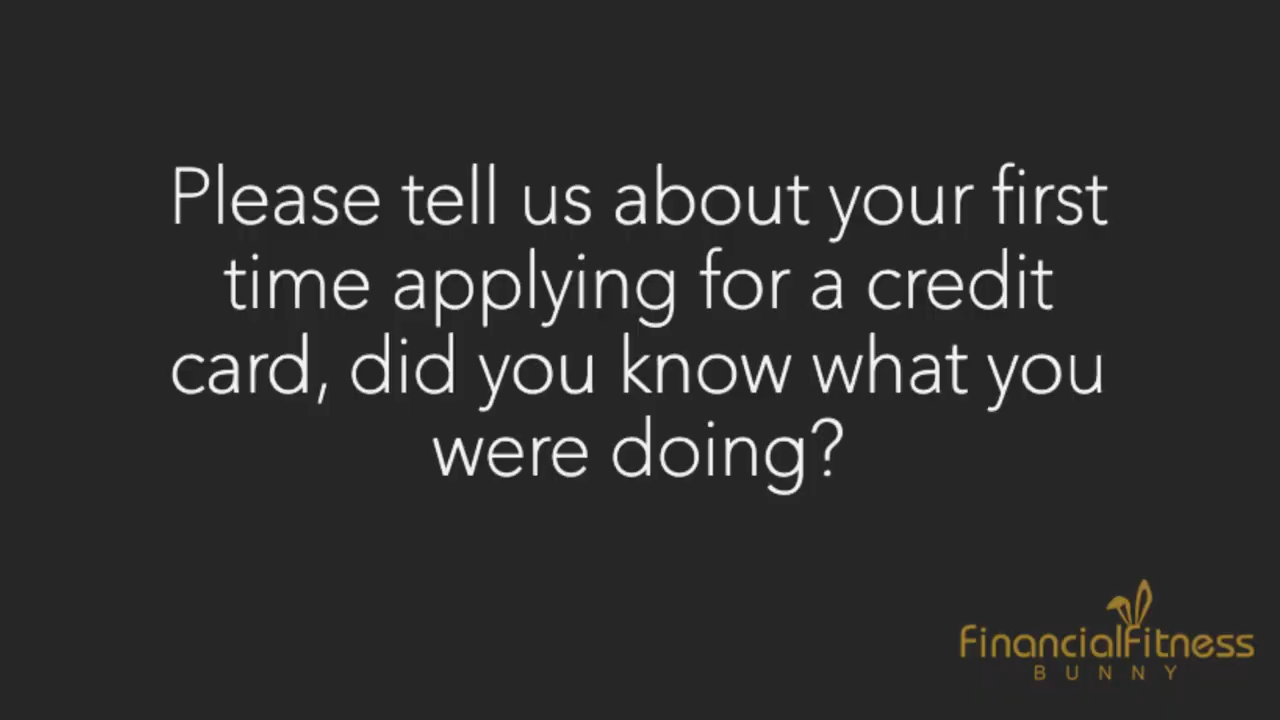 Please tell us about your first
time applying for a credit
card, did you know what you
were doing?
FinancialFitness
BUNNY